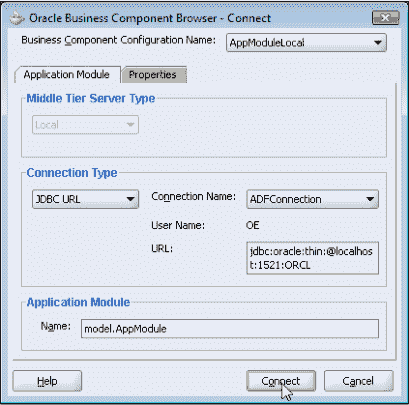 Oracle Business Component Browser - Connect
Business Component Configuration Name: AppModuleLocal
Application Module Properties
Middle Tier Server Type
Local
Connection Type
JDBC URL Connection Name: ADFConnection
User Name: OE
URL: jdbc:oracle:thin:@localhos
t:1521:ORCL
Application Module
Name: model.AppModule
Help Connect Cancel